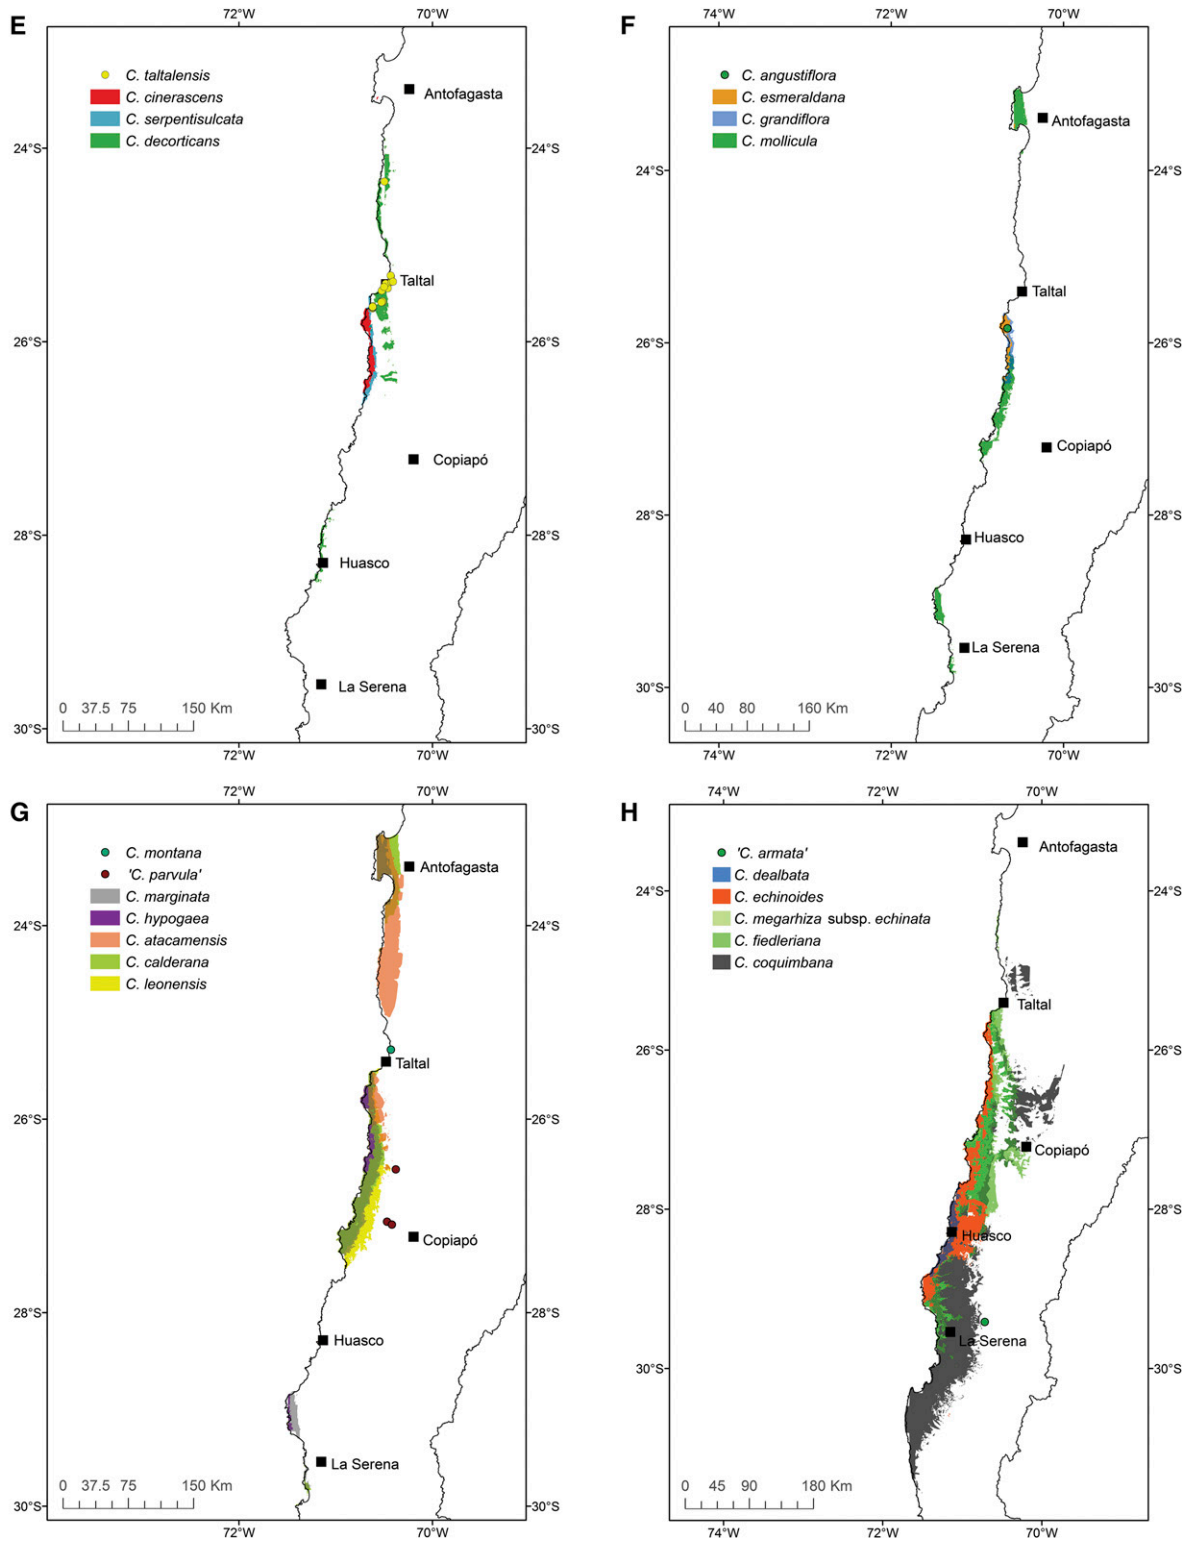 E
72°W 70°W
C. taltalensis
C. cinerascens
C. serpentisulcata
C. decorticans
Antofagasta
24°S
Taltal
26°S
Copiapó
28°S
Huasco
La Serena
0 37.5 75 150 Km
30°S
72°W 70°W
F
72°W 70°W
C. angustiflora
C. esmeraldana
C. grandiflora
C. mollicula
Antofagasta
24°S 24°S
Taltal
26°S 26°S
Copiapó
28°S 28°S
Huasco
La Serena
30°S 30°S
0 40 80 160 Km
74°W 72°W 70°W
G
72°W 70°W
C. montana
'C. parvula'
C. marginata
C. hypogaea
C. atacamensis
C. calderana
C. leonensis
Antofagasta
24°S
Taltal
26°S
Copiapó
28°S
Huasco
La Serena
0 37.5 75 150 Km
30°S
72°W 70°W
H
74°W 72°W 70°W
'C. armata'
C. dealbata
C. echinoides
C. megarhiza subsp. echinata
C. fiedleriana
C. coquimbana
Antofagasta
24°S 24°S
Taltal
26°S 26°S
Copiapó
28°S 28°S
Huasco
La Serena
30°S 30°S
0 45 90 180 Km
74°W 72°W 70°W